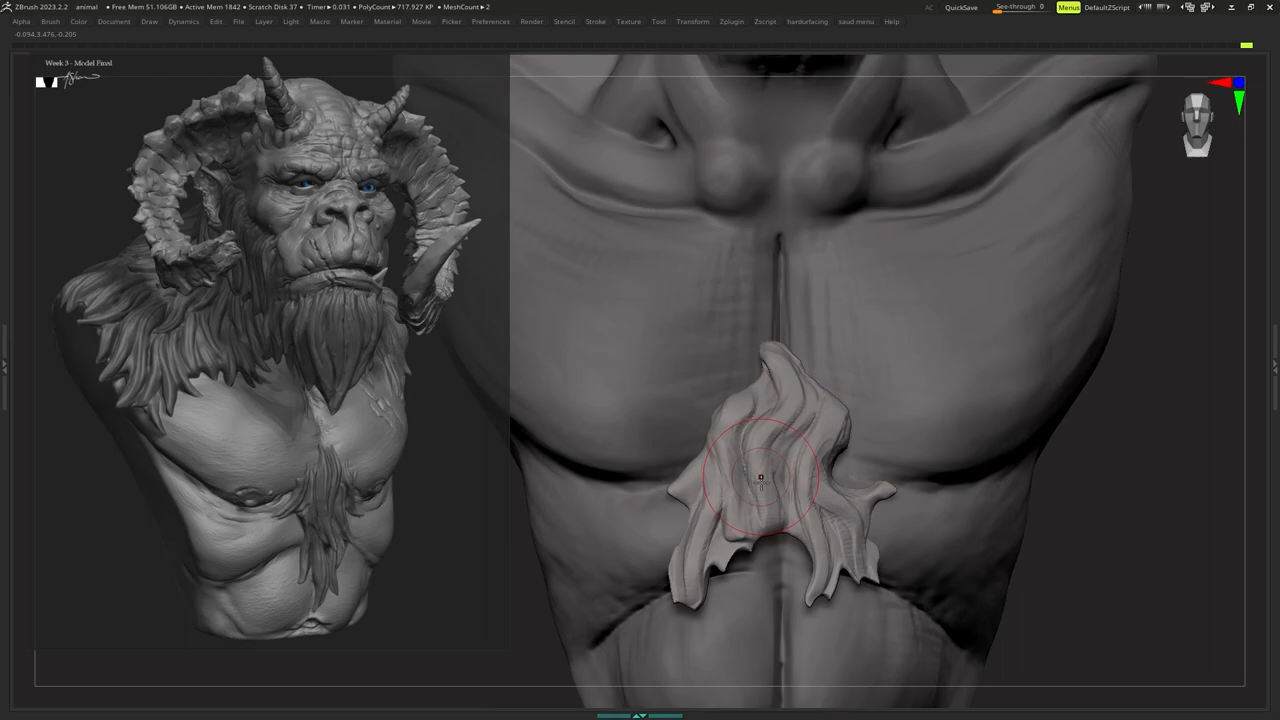 ZBrush 2023.2.2 animal • Free Mem 51.106GB • Active Mem 1842 • Scratch Disk 37 • Timer▸0.031 • PolyCount▸717.927 KP • MeshCount▸2 AC QuickSave See-through 0 Menus DefaultZScript
Alpha Brush Color Document Draw Dynamics Edit File Layer Light Macro Marker Material Movie Picker Preferences Render Stencil Stroke Texture Tool Transform Zplugin Zscript hardsurfacing saud menu Help
-0.094,3.476,-0.205
Week 3 - Model Final